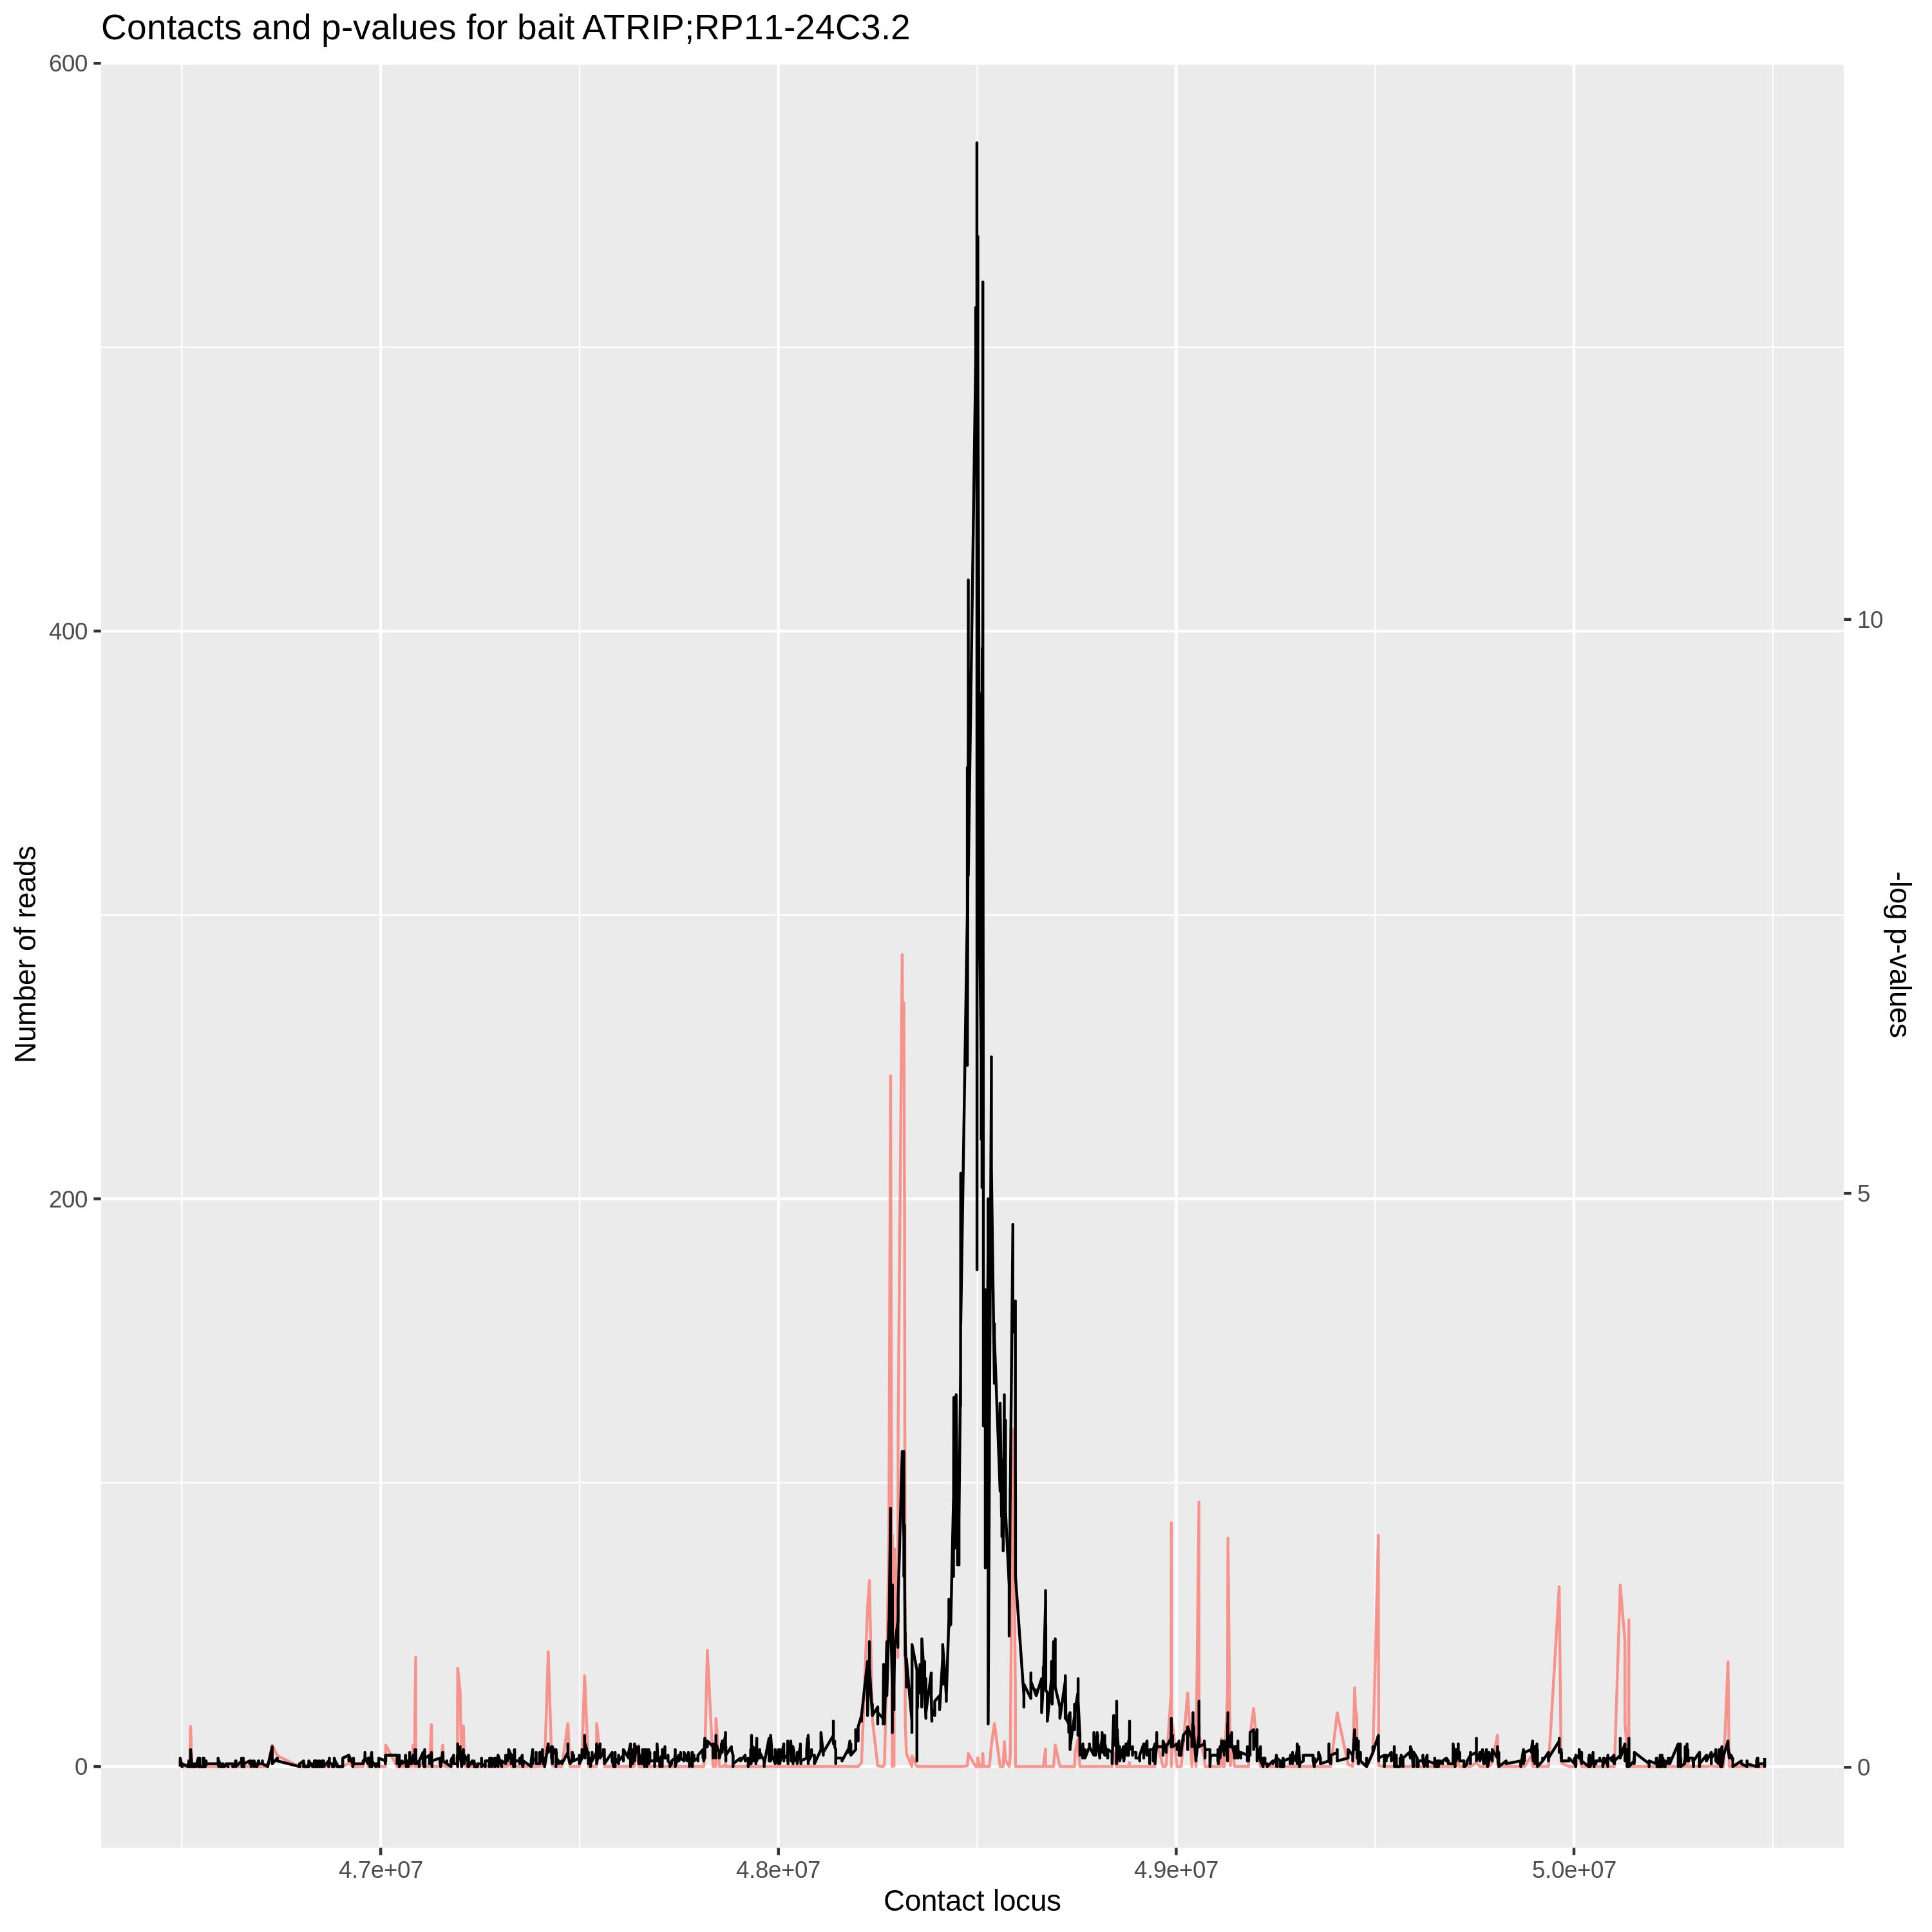 Contacts and p-values for bait ATRIP;RP11-24C3.2
600
400
200
0
Number of reads
10
5
0
-log p-values
4.7e+07 4.8e+07 4.9e+07 5.0e+07
Contact locus